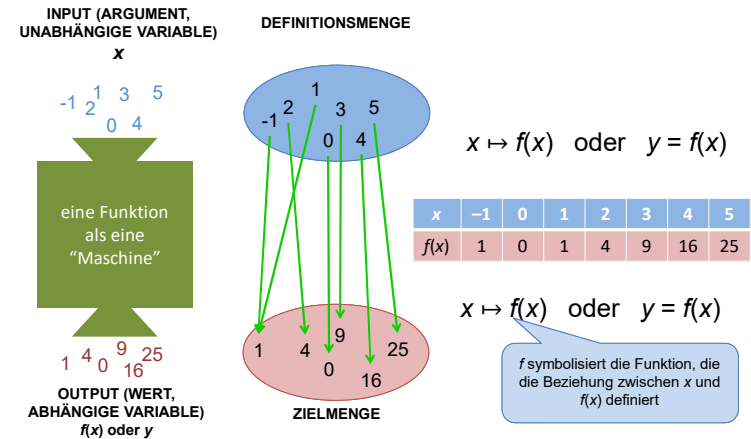 INPUT (ARGUMENT,
UNABHÄNGIGE VARIABLE)
x
-1 2 1 3 5
0 4
eine Funktion
als eine
“Maschine”
1 4 0 9 16 25
OUTPUT (WERT,
ABHÄNGIGE VARIABLE)
f(x) oder y
DEFINITIONSMENGE
-1 2 1 3 5
0 4
1 4 9 25
0 16
ZIELMENGE
x ↦ f(x) oder y = f(x)
x –1 0 1 2 3 4 5
f(x) 1 0 1 4 9 16 25
x ↦ f(x) oder y = f(x)
f symbolisiert die Funktion, die
die Beziehung zwischen x und
f(x) definiert